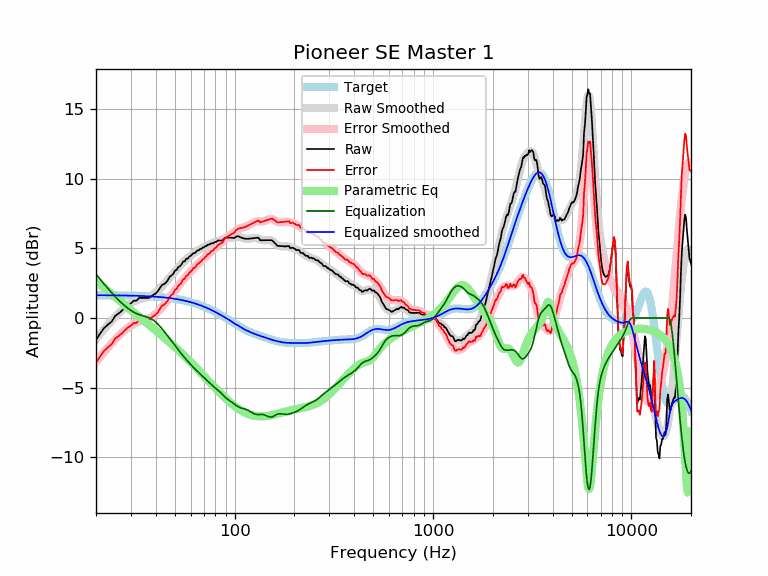 Pioneer SE Master 1
Target
Raw Smoothed
Error Smoothed
Raw
Error
Parametric Eq
Equalization
Equalized smoothed
15
10
5
0
−5
−10
Amplitude (dBr)
100
1000
10000
Frequency (Hz)